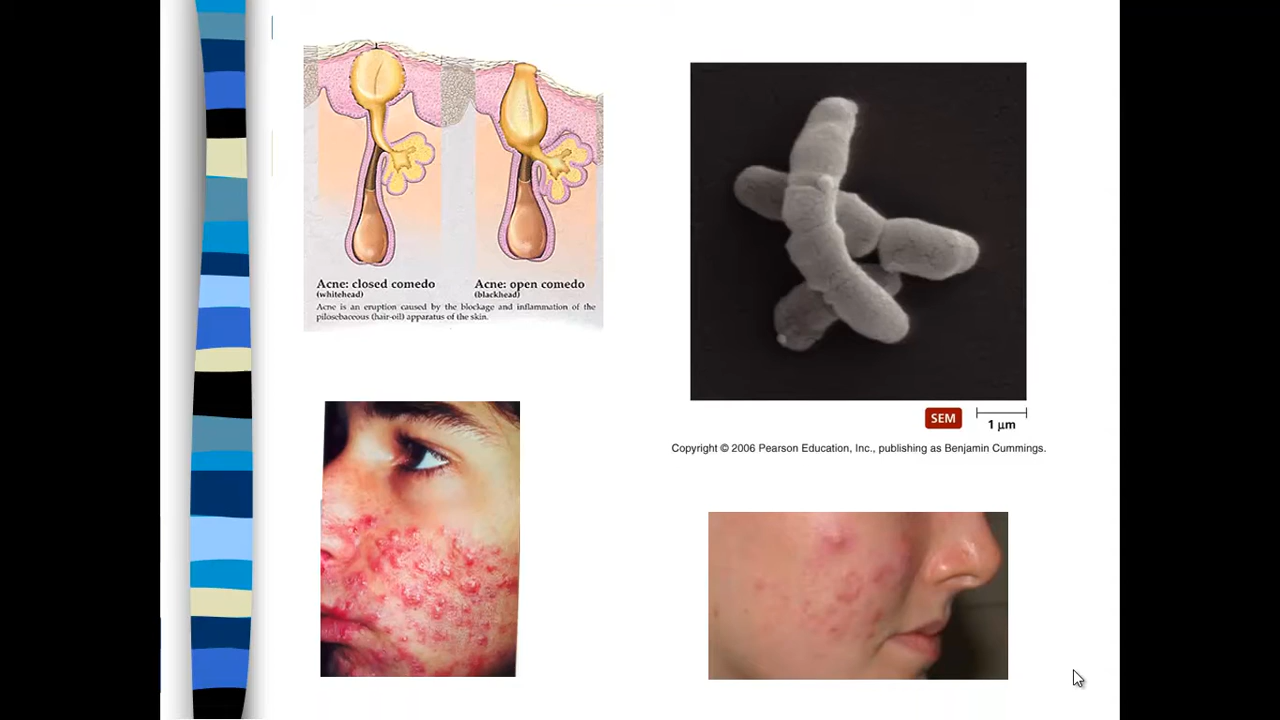 Acne: closed comedo
(whitehead)
Acne: open comedo
(blackhead)
Acne is an eruption caused by the blockage and inflammation of the
pilosebaceous (hair-oil) apparatus of the skin.
SEM
1 µm
Copyright © 2006 Pearson Education, Inc., publishing as Benjamin Cummings.